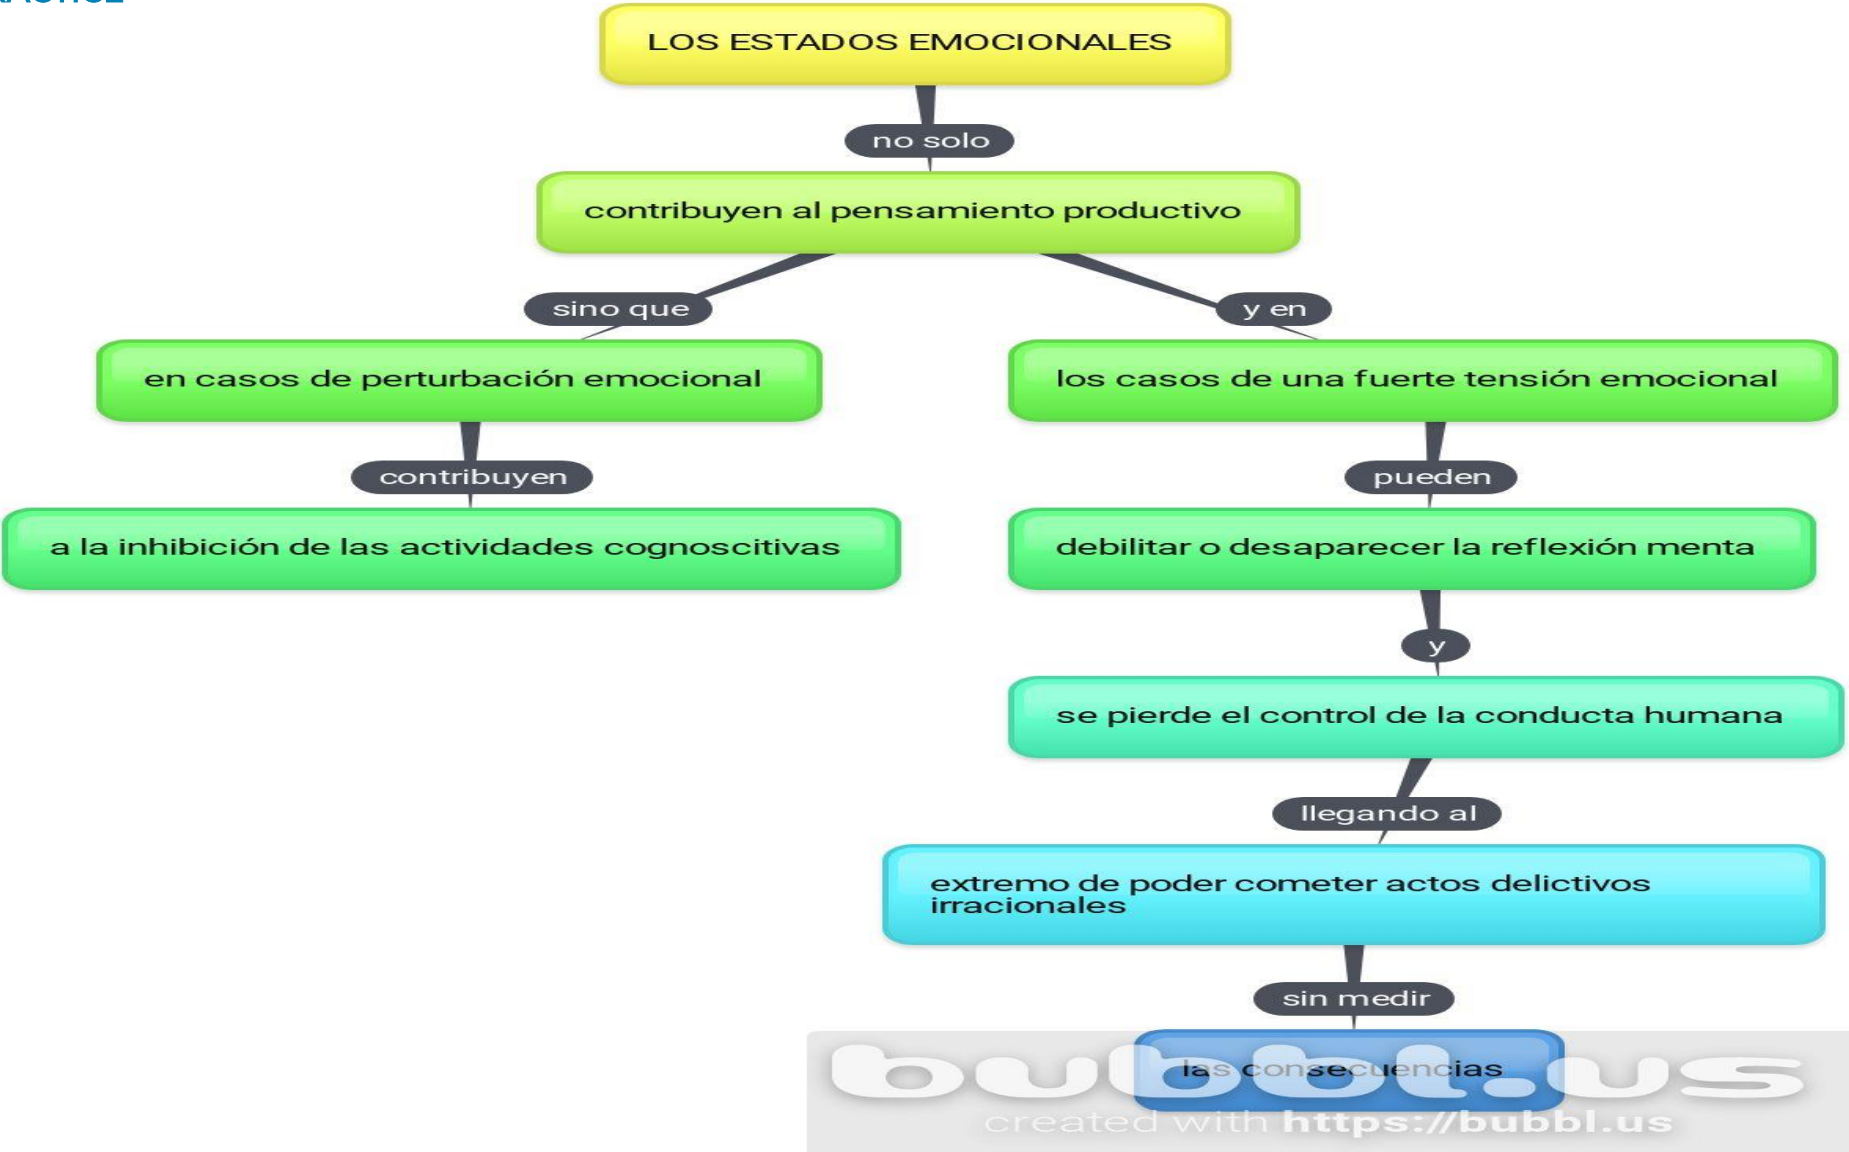 LOS ESTADOS EMOCIONALES
no solo
contribuyen al pensamiento productivo
sino que
y en
en casos de perturbación emocional
los casos de una fuerte tensión emocional
contribuyen
pueden
a la inhibición de las actividades cognoscitivas
debilitar o desaparecer la reflexión menta
y
se pierde el control de la conducta humana
llegando al
extremo de poder cometer actos delictivos
irracionales
sin medir
las consecuencias
bubbl.us
created with https://bubbl.us